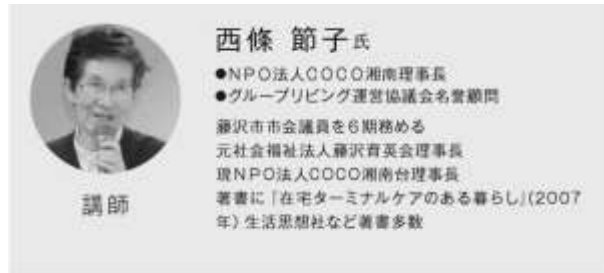 西條 節子氏
●NPO法人COCO湘南理事長
●グループリビング運営協議会名誉顧問
藤沢市市会議員を6期務める
元社会福祉法人藤沢育英会理事長
現NPO法人COCO湘南台理事長
著書に「在宅ターミナルケアのある暮らし」(2007
年)生活思想社など著書多数
講師